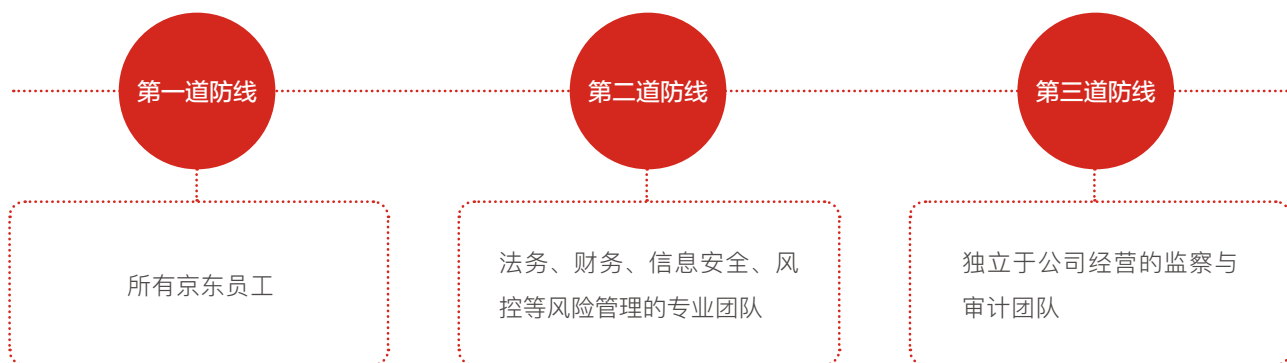 第一道防线
第二道防线
第三道防线
所有京东员工
法务、财务、信息安全、风
控等风险管理的专业团队
独立于公司经营的监察与
审计团队